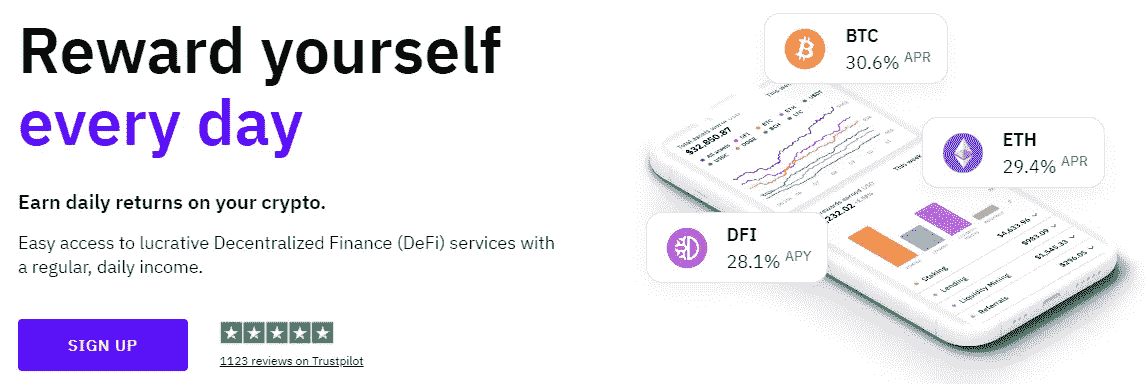 Reward yourself
every day
Earn daily returns on your crypto.
Easy access to lucrative Decentralized Finance (DeFi) services with
a regular, daily income.
SIGN UP
1123 reviews on Trustpilot
BTC
30.6% APR
ETH
29.4% APR
DFI
28.1% APY
$32,850.87
This week
232.02
Staking
$4,633.96
Lending
$983.09
Liquidity Mining
Referrals
$296.05